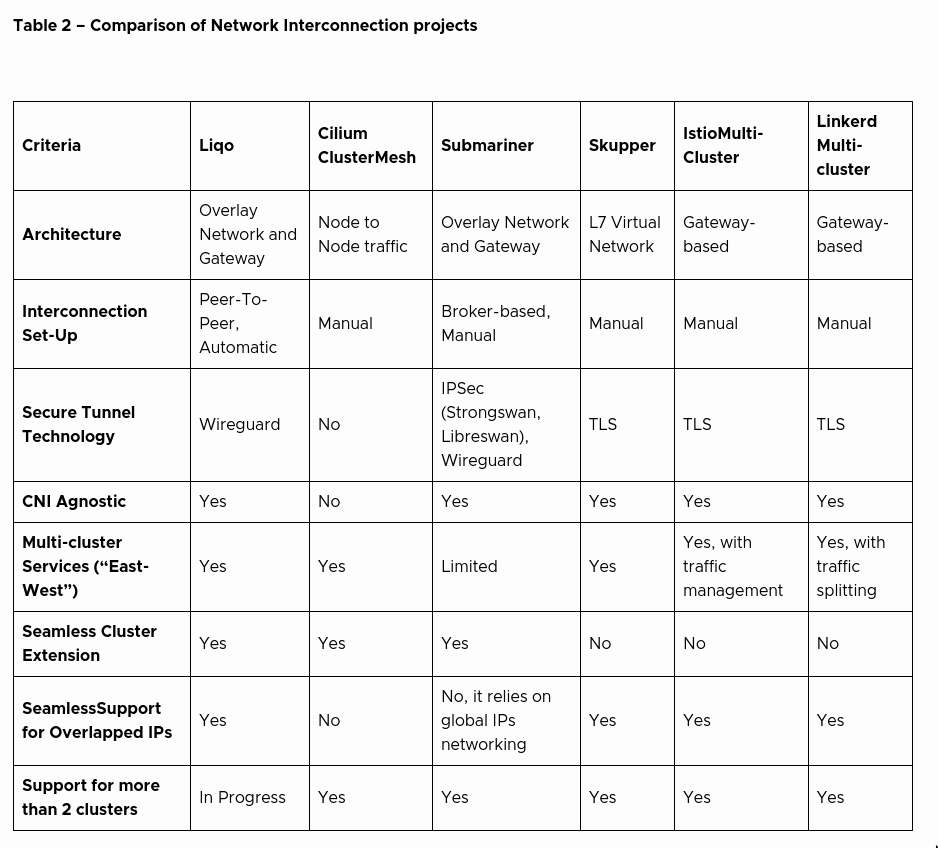 Table 2 – Comparison of Network Interconnection projects
Criteria
Liqo
Cilium
ClusterMesh
Submariner
Skupper
IstioMulti-
Cluster
Linkerd
Multi-
cluster
Architecture
Overlay
Network and
Gateway
Node to
Node traffic
Overlay Network
and Gateway
L7 Virtual
Network
Gateway-
based
Gateway-
based
Interconnection
Set-Up
Peer-To-
Peer,
Automatic
Manual
Broker-based,
Manual
Manual
Manual
Manual
Secure Tunnel
Technology
Wireguard
No
IPSec
(Strongswan,
Libreswan),
Wireguard
TLS
TLS
TLS
CNI Agnostic
Yes
No
Yes
Yes
Yes
Yes
Multi-cluster
Services (“East-
West”)
Yes
Yes
Limited
Yes
Yes, with
traffic
management
Yes, with
traffic
splitting
Seamless Cluster
Extension
Yes
Yes
Yes
No
No
No
SeamlessSupport
for Overlapped IPs
Yes
No
No, it relies on
global IPs
networking
Yes
Yes
Yes
Support for more
than 2 clusters
In Progress
Yes
Yes
Yes
Yes
Yes